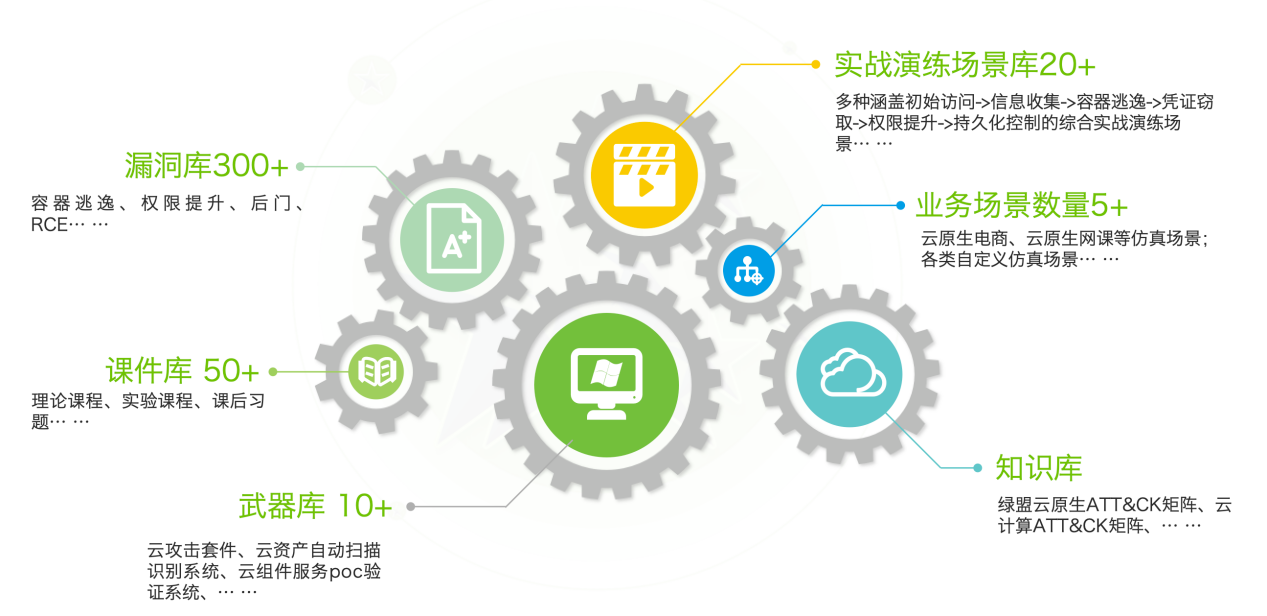 实战演练场景库20+
多种涵盖初始访问->信息收集->容器逃逸->凭证窃
取->权限提升->持久化控制的综合实战演练场
景… …
漏洞库300+
容器逃逸、权限提升、后门、
RCE… …
业务场景数量5+
云原生电商、云原生网课等仿真场景；
各类自定义仿真场景… …
A+
课件库 50+
理论课程、实验课程、课后习
题… …
知识库
绿盟云原生ATT&CK矩阵、云
计算ATT&CK矩阵、… …
武器库 10+
云攻击套件、云资产自动扫描
识别系统、云组件服务poc验
证系统、… …